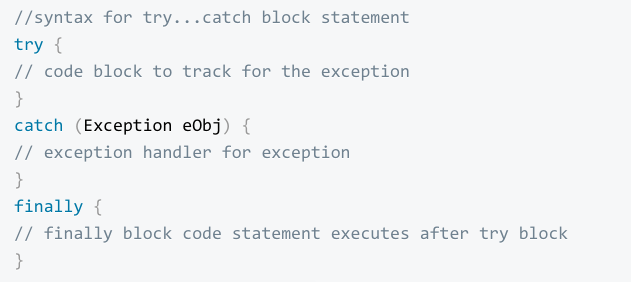 //syntax for try...catch block statement
try {
// code block to track for the exception
}
catch (Exception eObj) {
// exception handler for exception
}
finally {
// finally block code statement executes after try block
}